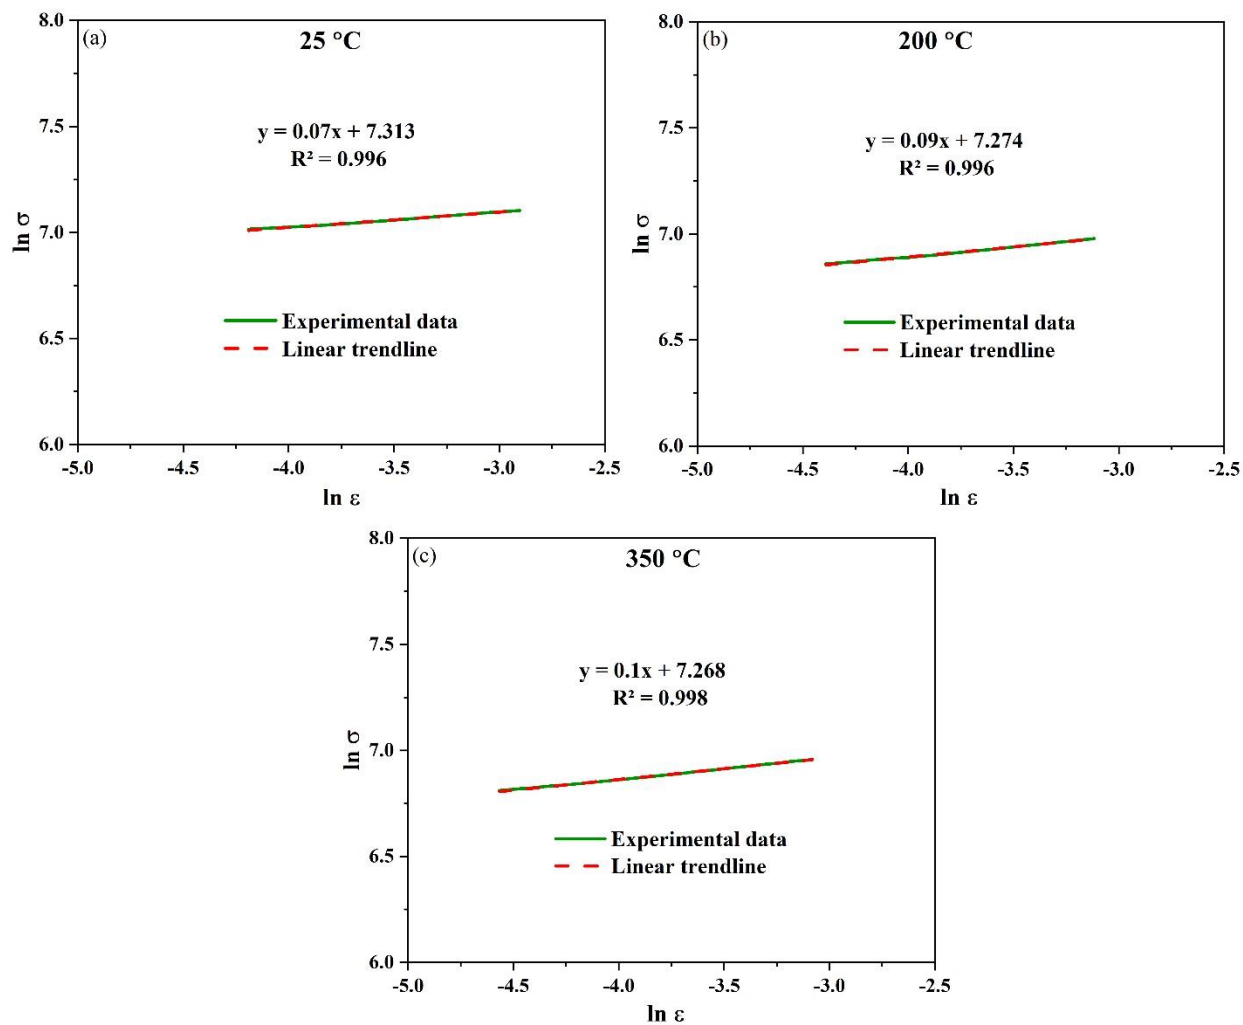 (a)
25 °C
8.0
7.5
7.0
6.5
6.0
ln σ
y = 0.07x + 7.313
R² = 0.996
Experimental data
Linear trendline
-5.0 -4.5 -4.0 -3.5 -3.0 -2.5
ln ε
(b)
200 °C
8.0
7.5
7.0
6.5
6.0
ln σ
y = 0.09x + 7.274
R² = 0.996
Experimental data
Linear trendline
-5.0 -4.5 -4.0 -3.5 -3.0 -2.5
ln ε
(c)
350 °C
8.0
7.5
7.0
6.5
6.0
ln σ
y = 0.1x + 7.268
R² = 0.998
Experimental data
Linear trendline
-5.0 -4.5 -4.0 -3.5 -3.0 -2.5
ln ε